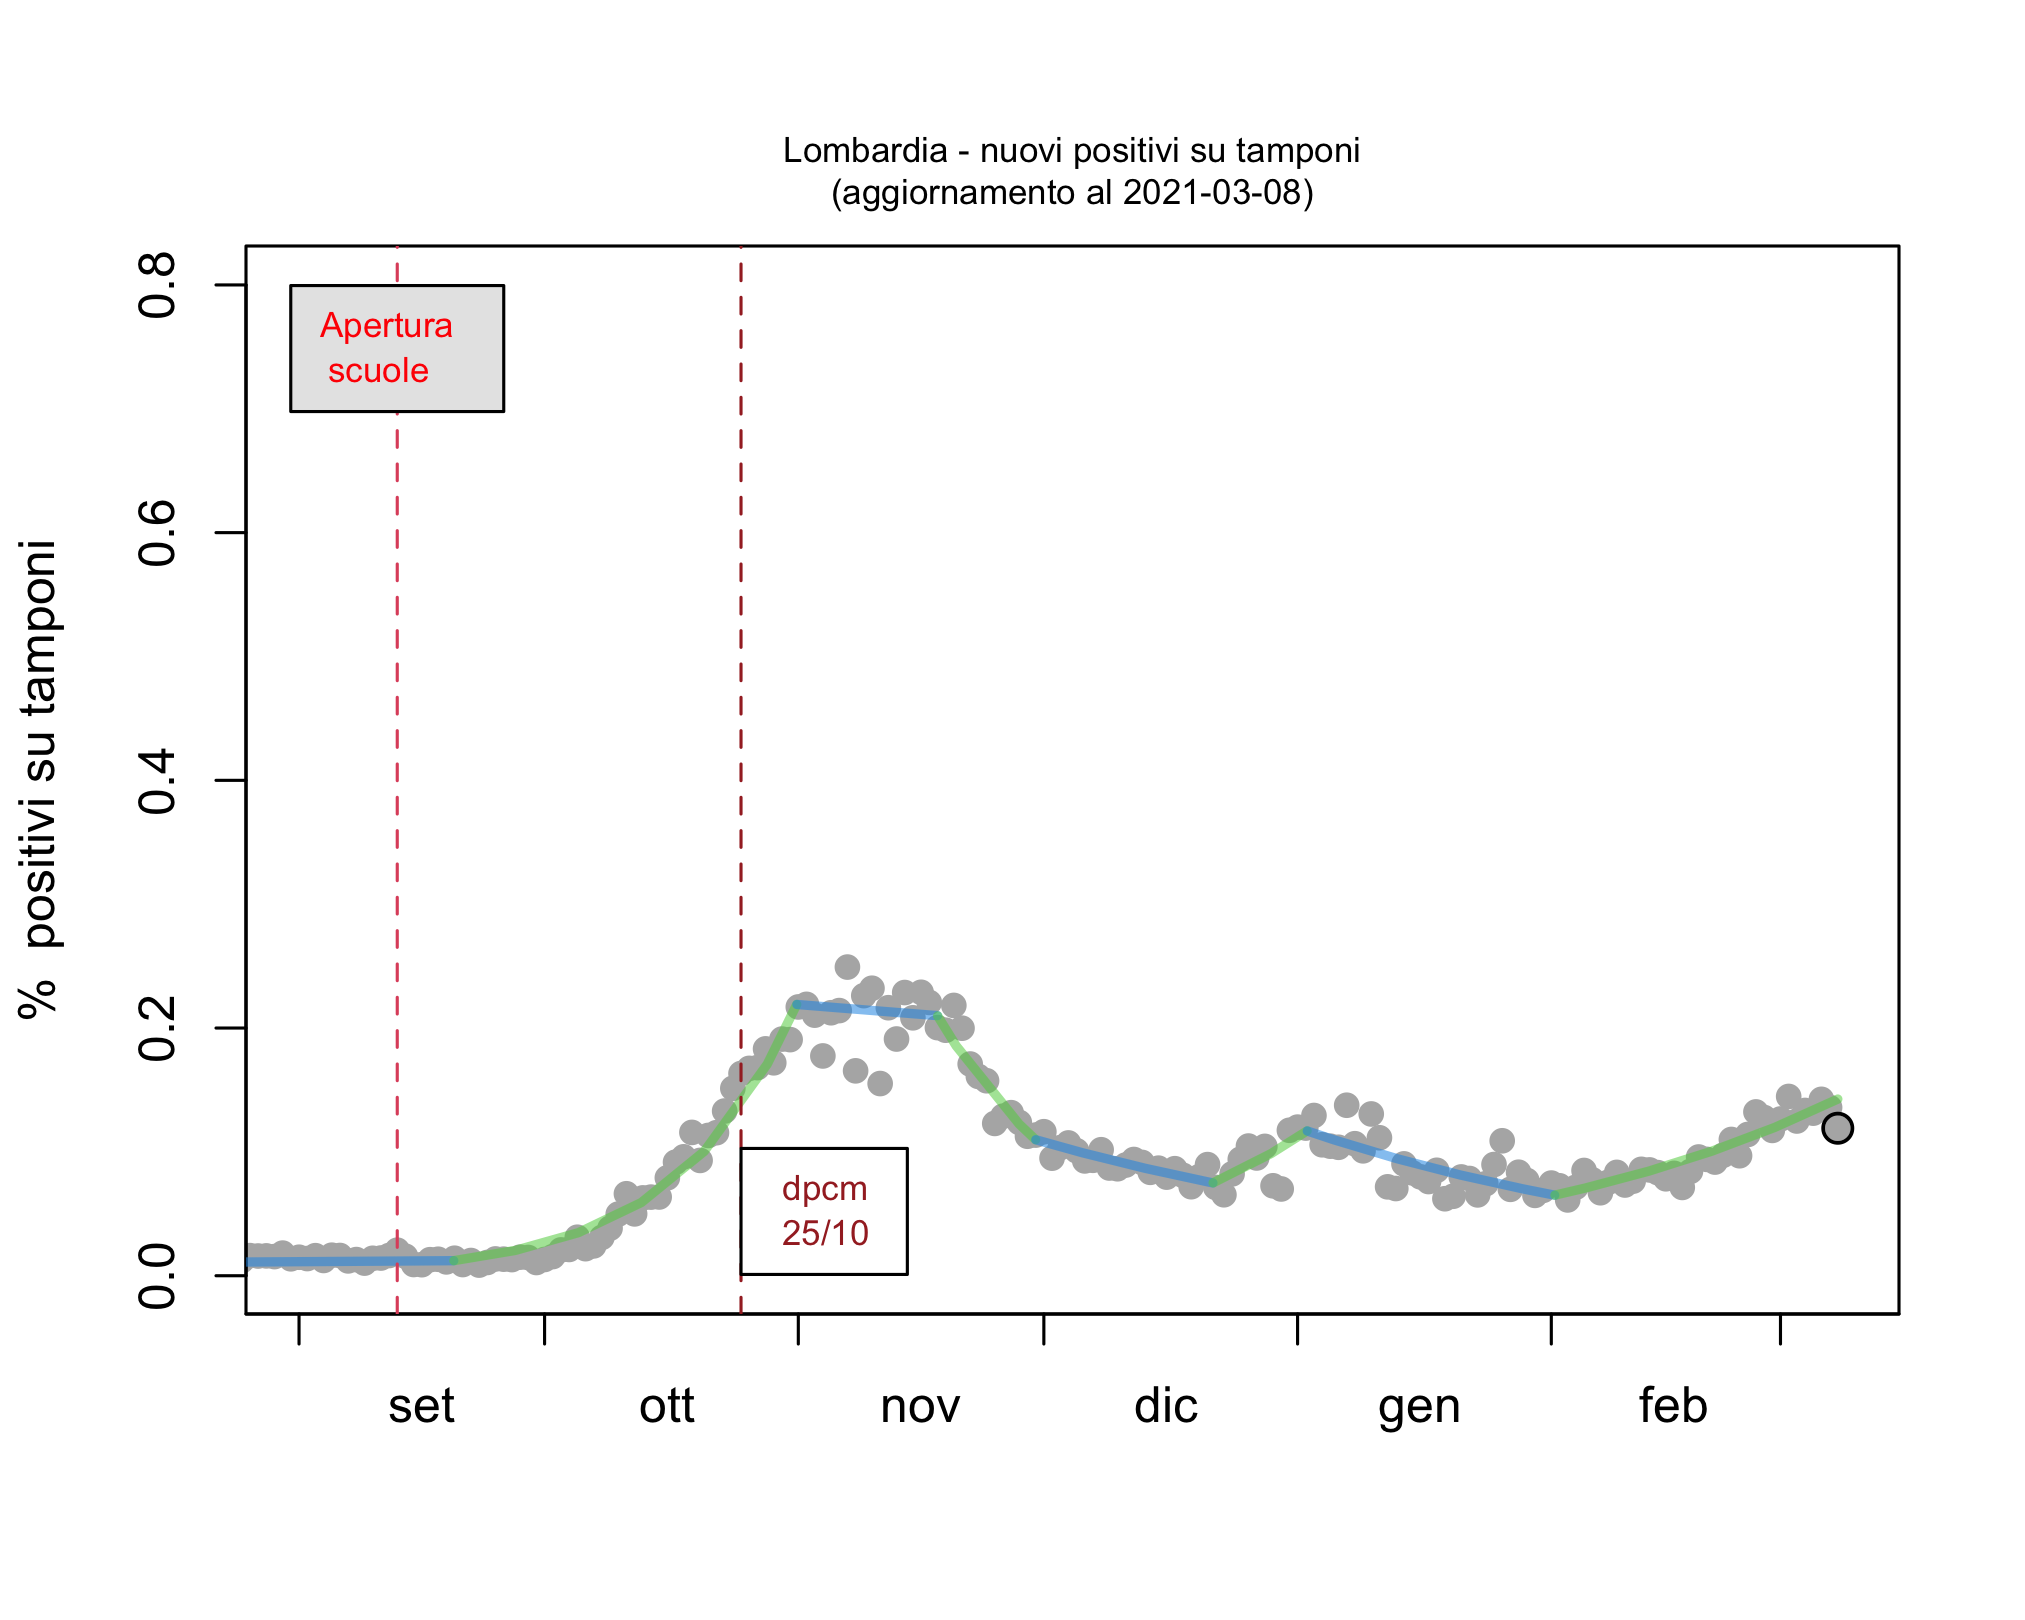 Lombardia - nuovi positivi su tamponi
(aggiornamento al 2021-03-08)
% positivi su tamponi
0.8
0.6
0.4
0.2
0.0
Apertura
scuole
dpcm
25/10
set ott nov dic gen feb